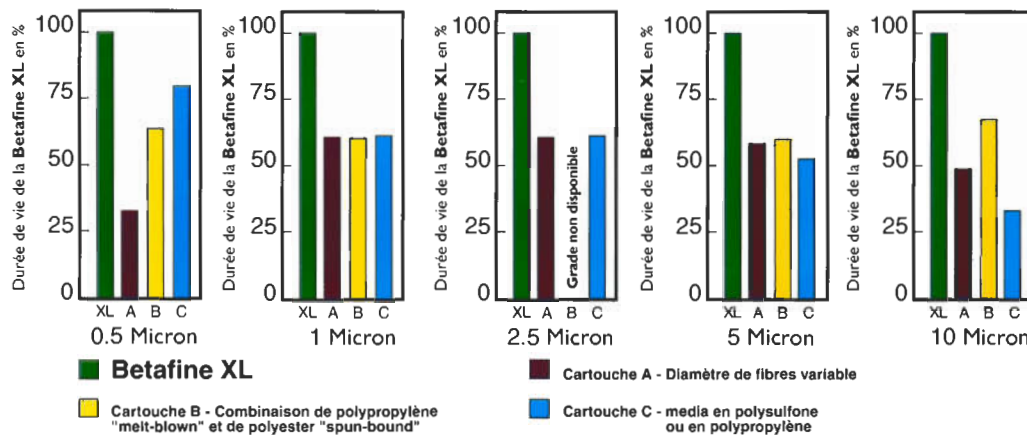 Durée de vie de la Betafine XL en %
100
75
50
25
0
XL A B C
0.5 Micron
Durée de vie de la Betafine XL en %
100
75
50
25
0
XL A B C
1 Micron
Durée de vie de la Betafine XL en %
100
75
50
25
0
Grade non disponible
XL A B C
2.5 Micron
Durée de vie de la Betafine XL en %
100
75
50
25
0
XL A B C
5 Micron
Durée de vie de la Betafine XL en %
100
75
50
25
0
XL A B C
10 Micron
Betafine XL
Cartouche A - Diamètre de fibres variable
Cartouche B - Combinaison de polypropylène
"melt-blown" et de polyester "spun-bound"
Cartouche C - media en polysulfone
ou en polypropylène